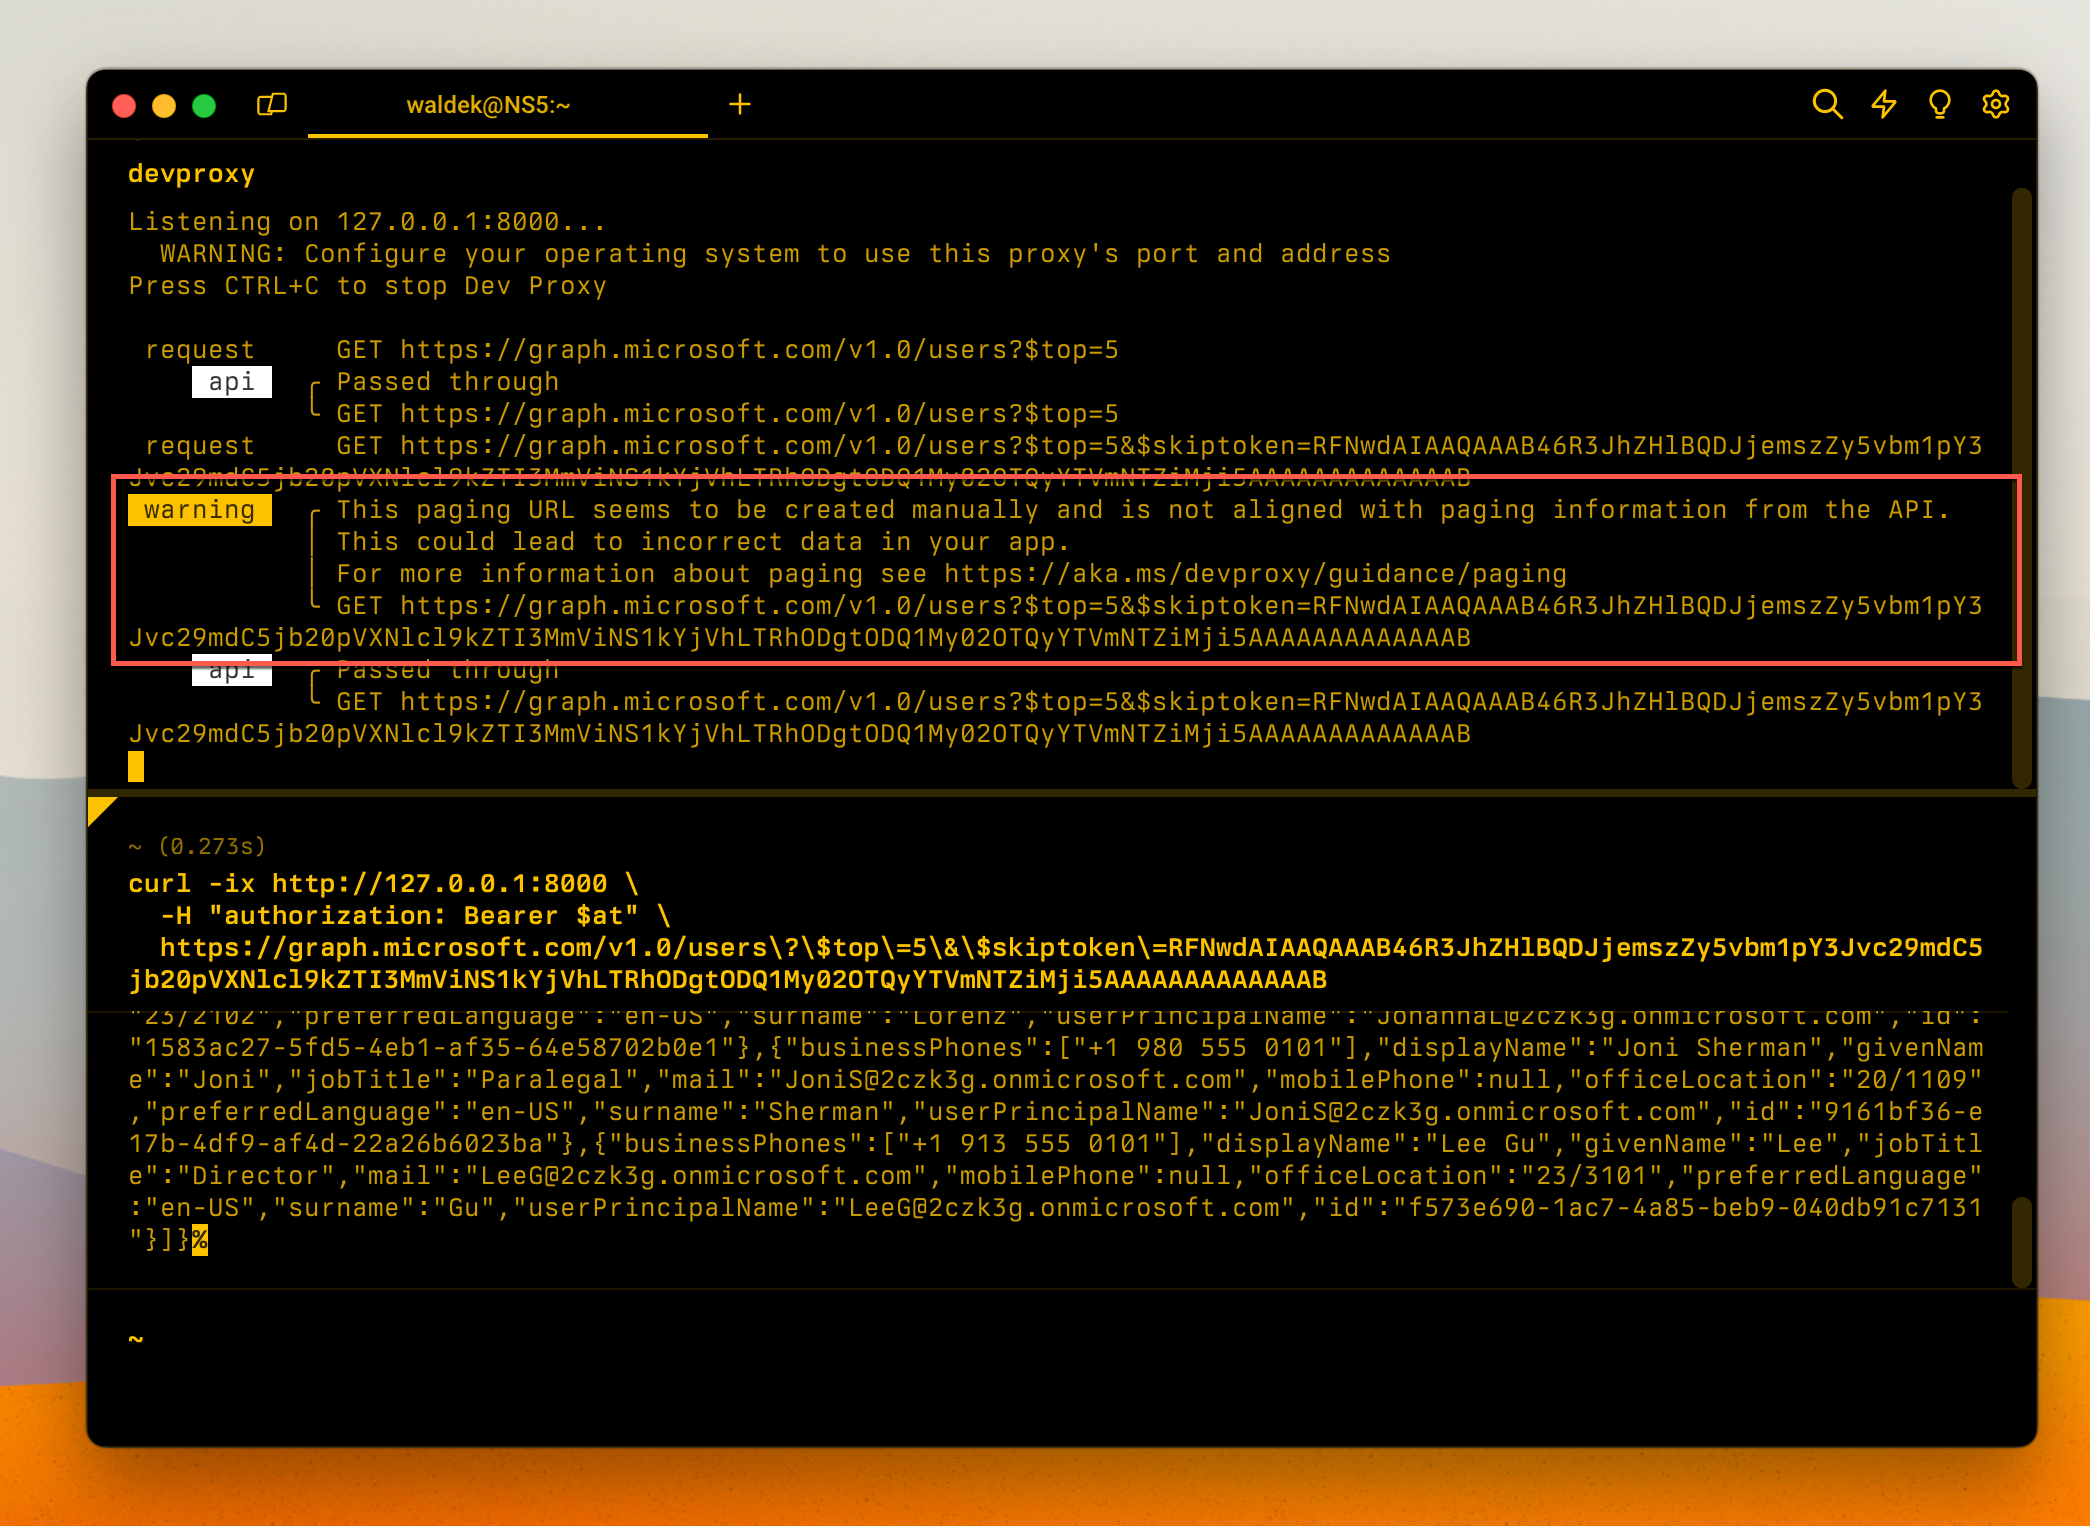 waldek@NS5:~
devproxy
Listening on 127.0.0.1:8000...
WARNING: Configure your operating system to use this proxy's port and address
Press CTRL+C to stop Dev Proxy
request GET https://graph.microsoft.com/v1.0/users?$top=5
api ╭ Passed through
╰ GET https://graph.microsoft.com/v1.0/users?$top=5
request GET https://graph.microsoft.com/v1.0/users?$top=5&$skiptoken=RFNwdAIAAQAAAB46R3JhZHlBQDJjemszZy5vbm1pY3
Jvc29mdC5jb20pVXNlcl9kZTI3MmViNS1kYjVhLTRhODgtODQ1My02OTQyYTVmNTZiMji5AAAAAAAAAAAAAB
warning ╭ This paging URL seems to be created manually and is not aligned with paging information from the API.
│ This could lead to incorrect data in your app.
│ For more information about paging see https://aka.ms/devproxy/guidance/paging
╰ GET https://graph.microsoft.com/v1.0/users?$top=5&$skiptoken=RFNwdAIAAQAAAB46R3JhZHlBQDJjemszZy5vbm1pY3
Jvc29mdC5jb20pVXNlcl9kZTI3MmViNS1kYjVhLTRhODgtODQ1My02OTQyYTVmNTZiMji5AAAAAAAAAAAAAB
api ╭ Passed through
╰ GET https://graph.microsoft.com/v1.0/users?$top=5&$skiptoken=RFNwdAIAAQAAAB46R3JhZHlBQDJjemszZy5vbm1pY3
Jvc29mdC5jb20pVXNlcl9kZTI3MmViNS1kYjVhLTRhODgtODQ1My02OTQyYTVmNTZiMji5AAAAAAAAAAAAAB
~ (0.273s)
curl -ix http://127.0.0.1:8000 \
-H "authorization: Bearer $at" \
https://graph.microsoft.com/v1.0/users\?\$top\=5\&\$skiptoken\=RFNwdAIAAQAAAB46R3JhZHlBQDJjemszZy5vbm1pY3Jvc29mdC5
jb20pVXNlcl9kZTI3MmViNS1kYjVhLTRhODgtODQ1My02OTQyYTVmNTZiMji5AAAAAAAAAAAAAB
"23/2102","preferredLanguage":"en-US","surname":"Lorenz","userPrincipalName":"JohannaL@2czk3g.onmicrosoft.com","id":
"1583ac27-5fd5-4eb1-af35-64e58702b0e1"},{"businessPhones":["+1 980 555 0101"],"displayName":"Joni Sherman","givenNam
e":"Joni","jobTitle":"Paralegal","mail":"JoniS@2czk3g.onmicrosoft.com","mobilePhone":null,"officeLocation":"20/1109"
,"preferredLanguage":"en-US","surname":"Sherman","userPrincipalName":"JoniS@2czk3g.onmicrosoft.com","id":"9161bf36-e
17b-4df9-af4d-22a26b6023ba"},{"businessPhones":["+1 913 555 0101"],"displayName":"Lee Gu","givenName":"Lee","jobTitl
e":"Director","mail":"LeeG@2czk3g.onmicrosoft.com","mobilePhone":null,"officeLocation":"23/3101","preferredLanguage"
:"en-US","surname":"Gu","userPrincipalName":"LeeG@2czk3g.onmicrosoft.com","id":"f573e690-1ac7-4a85-beb9-040db91c7131
"}]}%
~